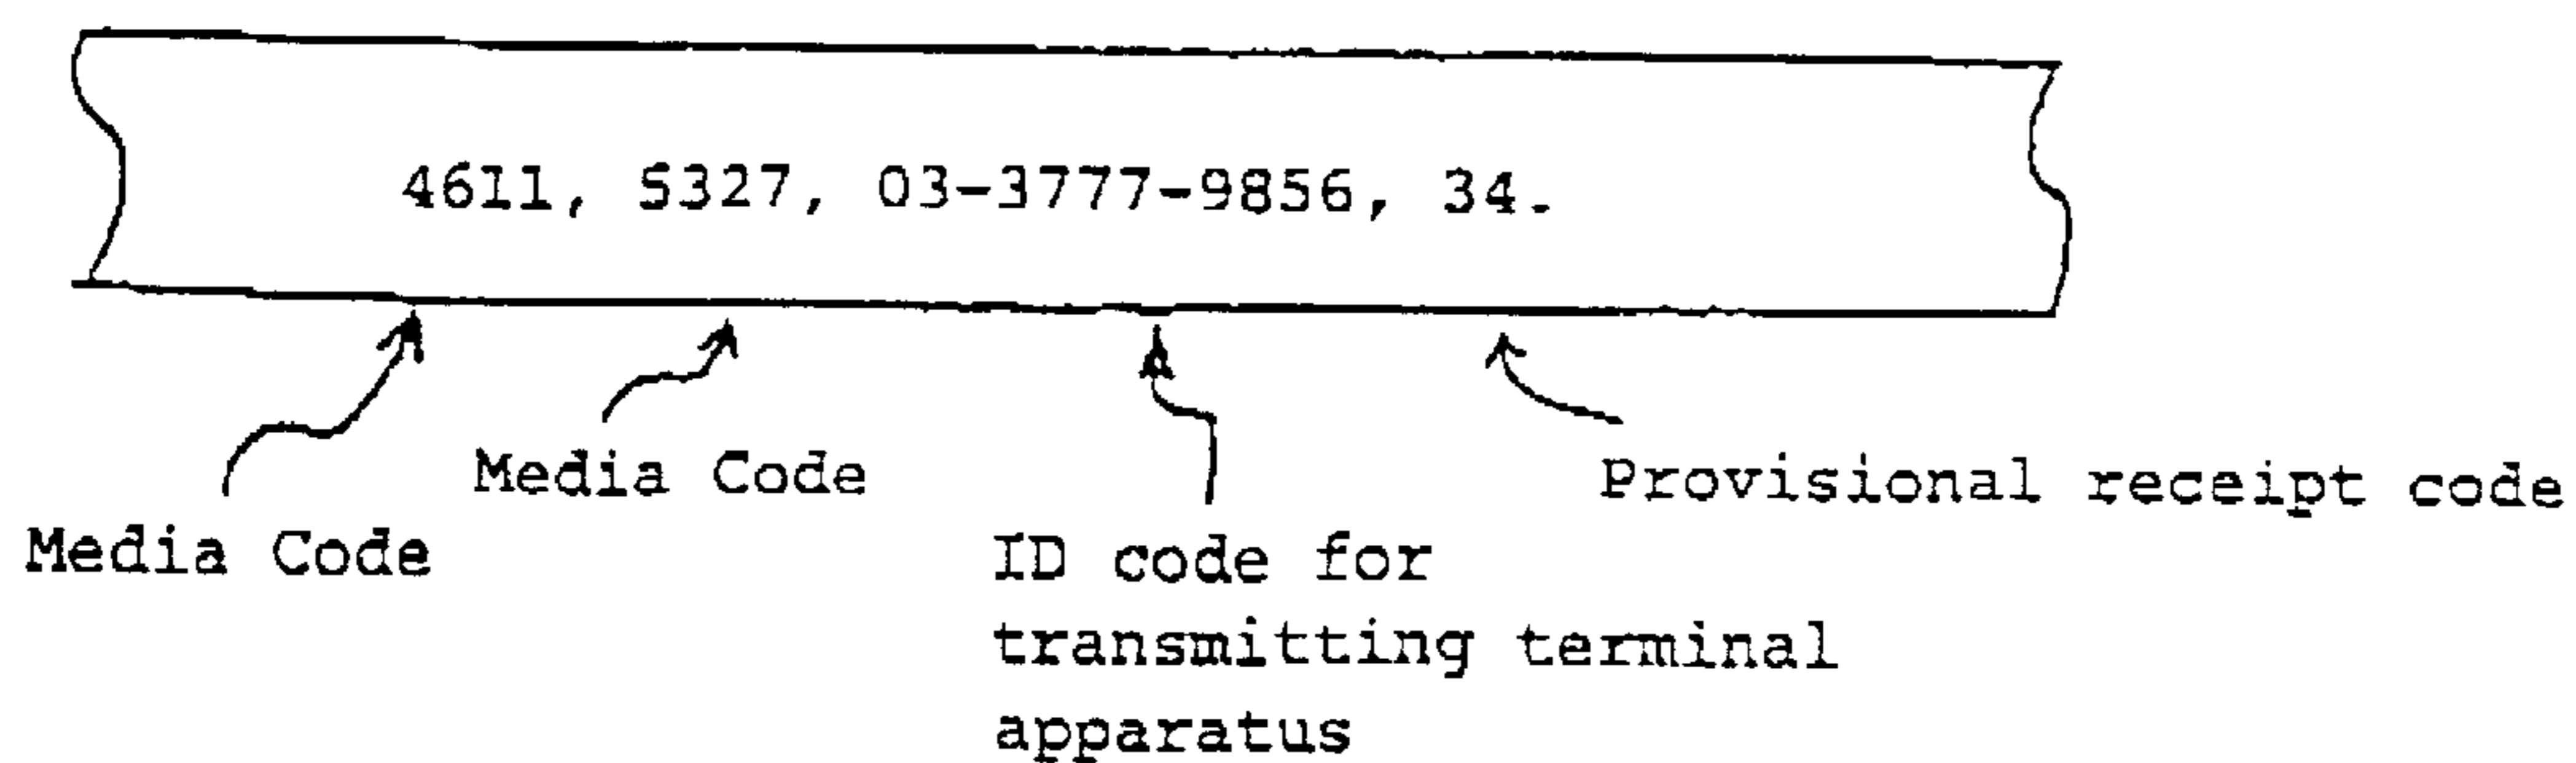 4611, 5327, 03-3777-9856, 34.
Media Code
Media Code
ID code for
transmitting terminal
apparatus
Provisional receipt code